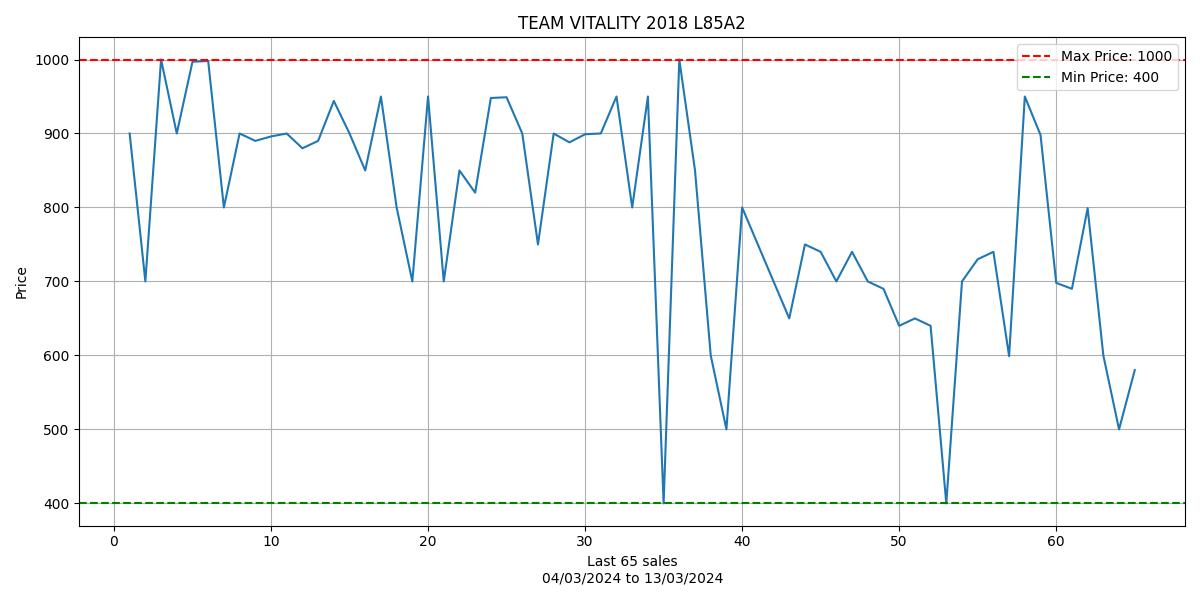 TEAM VITALITY 2018 L85A2
Max Price: 1000
Min Price: 400
Price
1000
900
800
700
600
500
400
0 10 20 30 40 50 60
Last 65 sales
04/03/2024 to 13/03/2024